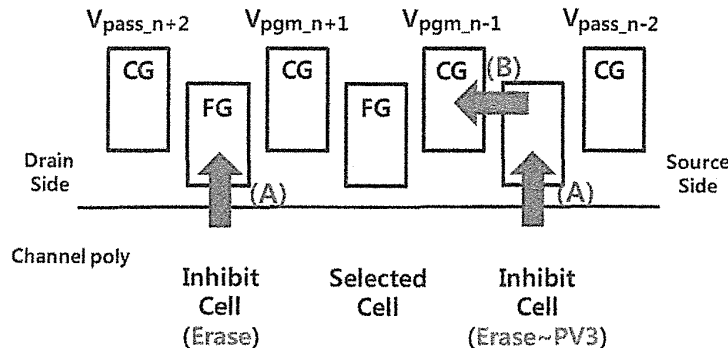 Vpass_n+2 Vpgm_n+1 Vpgm_n-1 Vpass_n-2
CG CG CG (B) CG
FG FG
Drain Side
Source Side
(A) (A)
Channel poly
Inhibit Cell (Erase)
Selected Cell
Inhibit Cell (Erase~PV3)